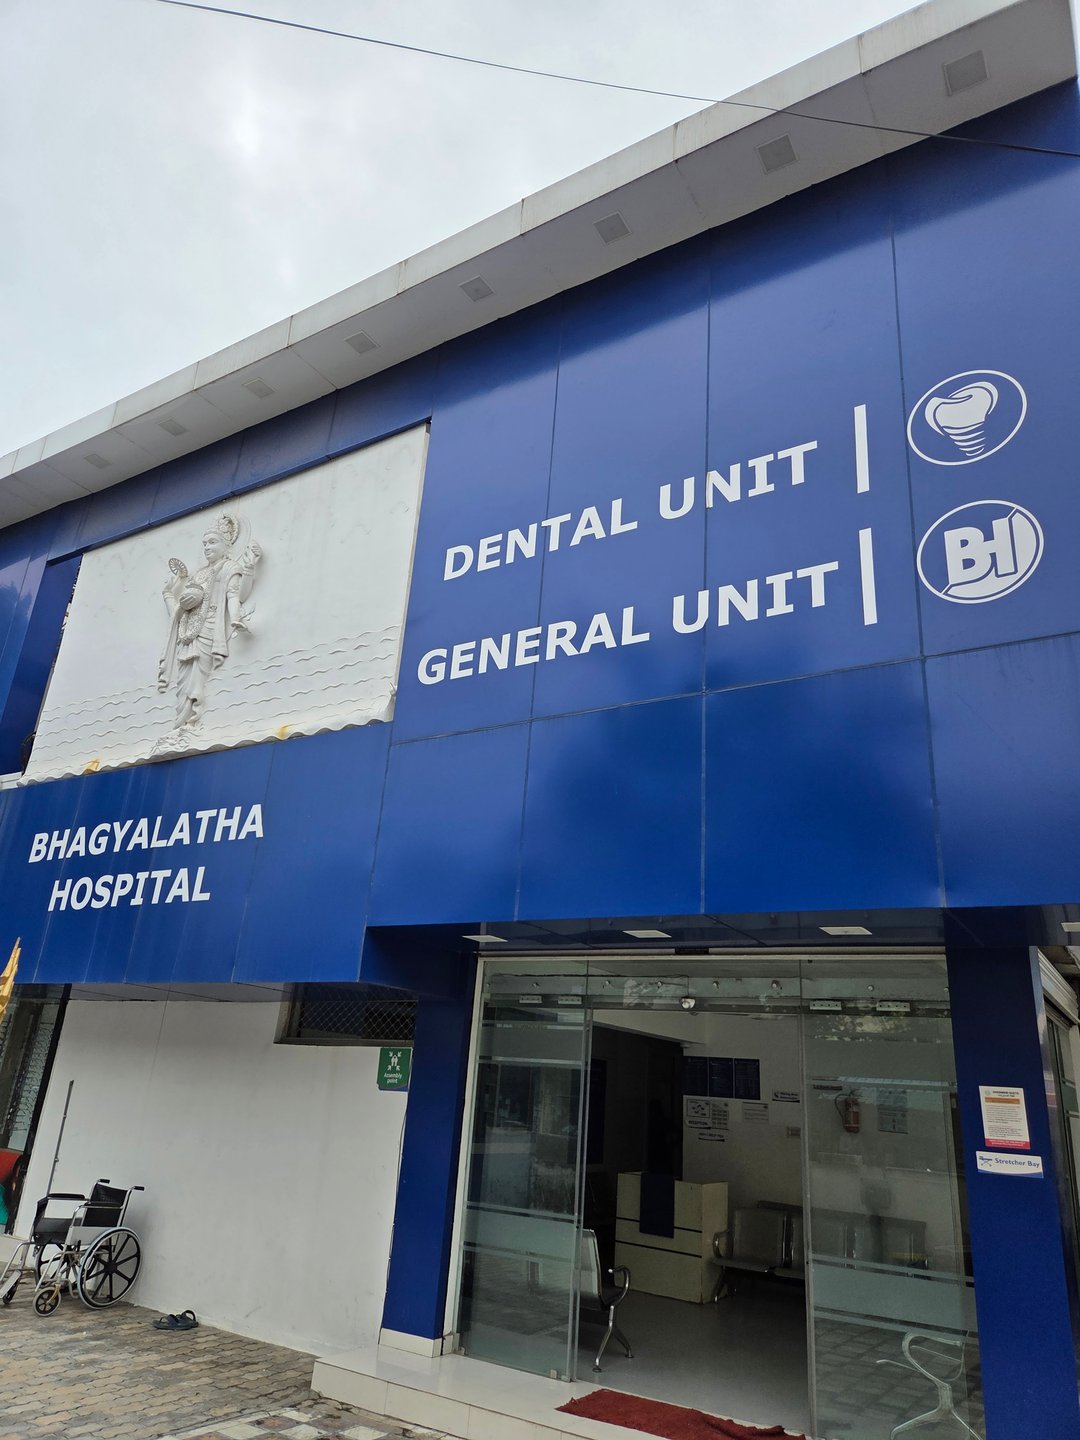 DENTAL UNIT
GENERAL UNIT
BH
BHAGYALATHA
HOSPITAL
Assembly
point
RECEPTION
Stretcher Bay